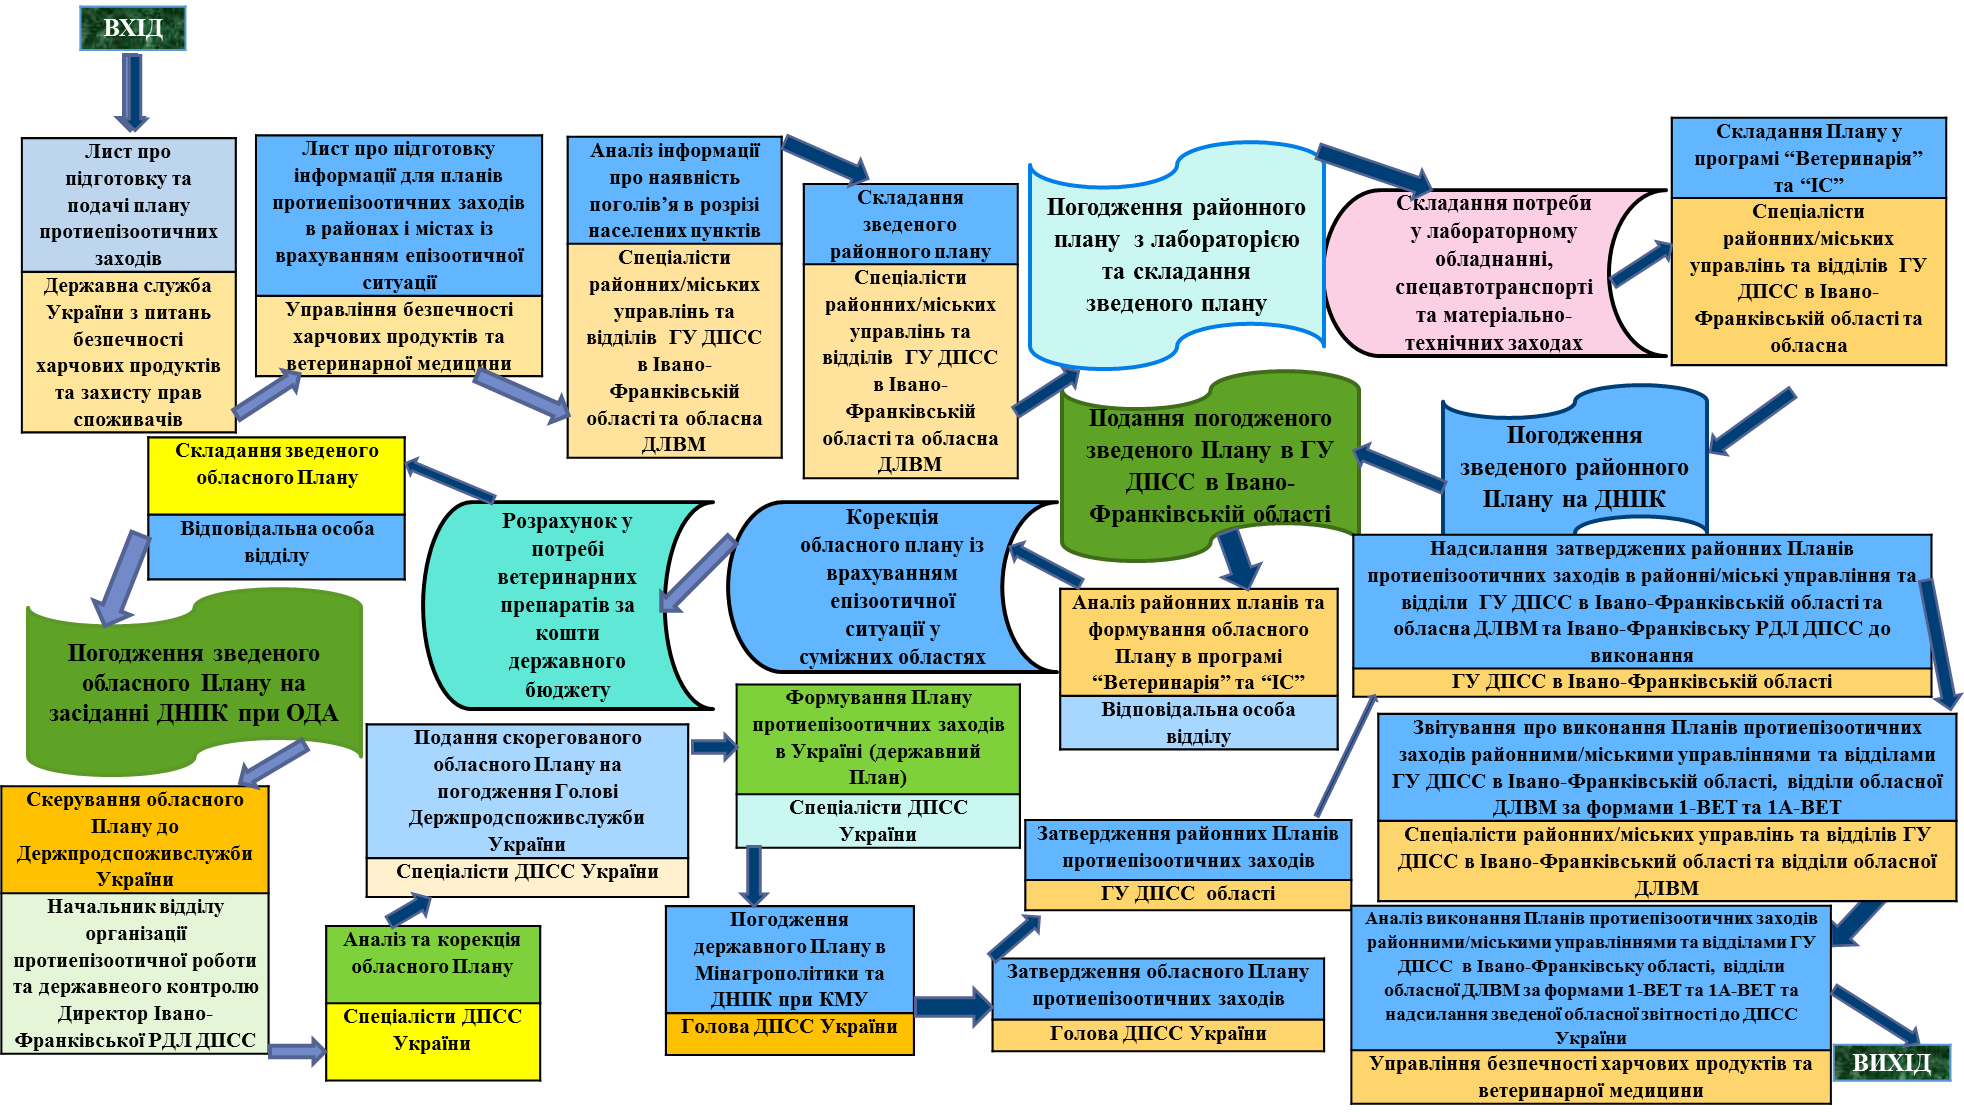 ВХІД
Лист про
підготовку та
подачі плану
протиепізоотичних
заходів
Державна служба
України з питань
безпечності
харчових продуктів
та захисту прав
споживачів
Лист про підготовку
інформації для планів
протиепізоотичних заходів
в районах і містах із
врахуванням епізоотичної
ситуації
Управління безпечності
харчових продуктів та
ветеринарної медицини
Аналіз інформації
про наявність
поголів’я в розрізі
населених пунктів
Спеціалісти
районних/міських
управлінь та
відділів ГУ ДПСС
в Івано-
Франківській
області та обласна
ДЛВМ
Складання
зведеного
районного плану
Спеціалісти
районних/міських
управлінь та
відділів ГУ ДПСС
в Івано-
Франківській
області та обласна
ДЛВМ
Погодження районного
плану з лабораторією
та складання
зведеного плану
Складання потреби
у лабораторному
обладнанні,
спецавтотранспорті
та матеріально-
технічних заходах
Складання Плану у
програмі “Ветеринарія”
та “ІС”
Спеціалісти
районних/міських
управлінь та відділів ГУ
ДПСС в Івано-
Франківській області та
обласна
Погодження
зведеного районного
Плану на ДНПК
Подання погодженого
зведеного Плану в ГУ
ДПСС в Івано-
Франківській області
Аналіз районних планів та
формування обласного
Плану в програмі
“Ветеринарія” та “ІС”
Відповідальна особа
відділу
Корекція
обласного плану із
врахуванням
епізоотичної
ситуації у
суміжних областях
Розрахунок у
потребі
ветеринарних
препаратів за
кошти
державного
бюджету
Складання зведеного
обласного Плану
Відповідальна особа
відділу
Погодження зведеного
обласного Плану на
засіданні ДНПК при ОДА
Скерування обласного
Плану до
Держпродспоживслужби
України
Начальник відділу
організації
протиепізоотичної роботи
та державнеого контролю
Директор Івано-
Франківської РДЛ ДПСС
Аналіз та корекція
обласного Плану
Спеціалісти ДПСС
України
Подання скорегованого
обласного Плану на
погодження Голові
Держпродспоживслужби
України
Спеціалісти ДПСС України
Формування Плану
протиепізоотичних заходів
в Україні (державний
План)
Спеціалісти ДПСС
України
Погодження
державного Плану в
Мінагрополітики та
ДНПК при КМУ
Голова ДПСС України
Затвердження обласного Плану
протиепізоотичних заходів
Голова ДПСС України
Затвердження районних Планів
протиепізоотичних заходів
ГУ ДПСС області
Надсилання затверджених районних Планів
протиепізоотичних заходів в районні/міські управління та
відділи ГУ ДПСС в Івано-Франківській області та
обласна ДЛВМ та Івано-Франківську РДЛ ДПСС до
виконання
ГУ ДПСС в Івано-Франківській області
Звітування про виконання Планів протиепізоотичних
заходів районними/міськими управліннями та відділами
ГУ ДПСС в Івано-Франківській області, відділи обласної
ДЛВМ за формами 1-ВЕТ та 1А-ВЕТ
Спеціалісти районних/міських управлінь та відділів ГУ
ДПСС в Івано-Франківський області та відділи обласної
ДЛВМ
Аналіз виконання Планів протиепізоотичних заходів
районними/міськими управліннями та відділами ГУ
ДПСС в Івано-Франківську області, відділи
обласної ДЛВМ за формами 1-ВЕТ та 1А-ВЕТ та
надсилання зведеної обласної звітності до ДПСС
України
Управління безпечності харчових продуктів та
ветеринарної медицини
ВИХІД